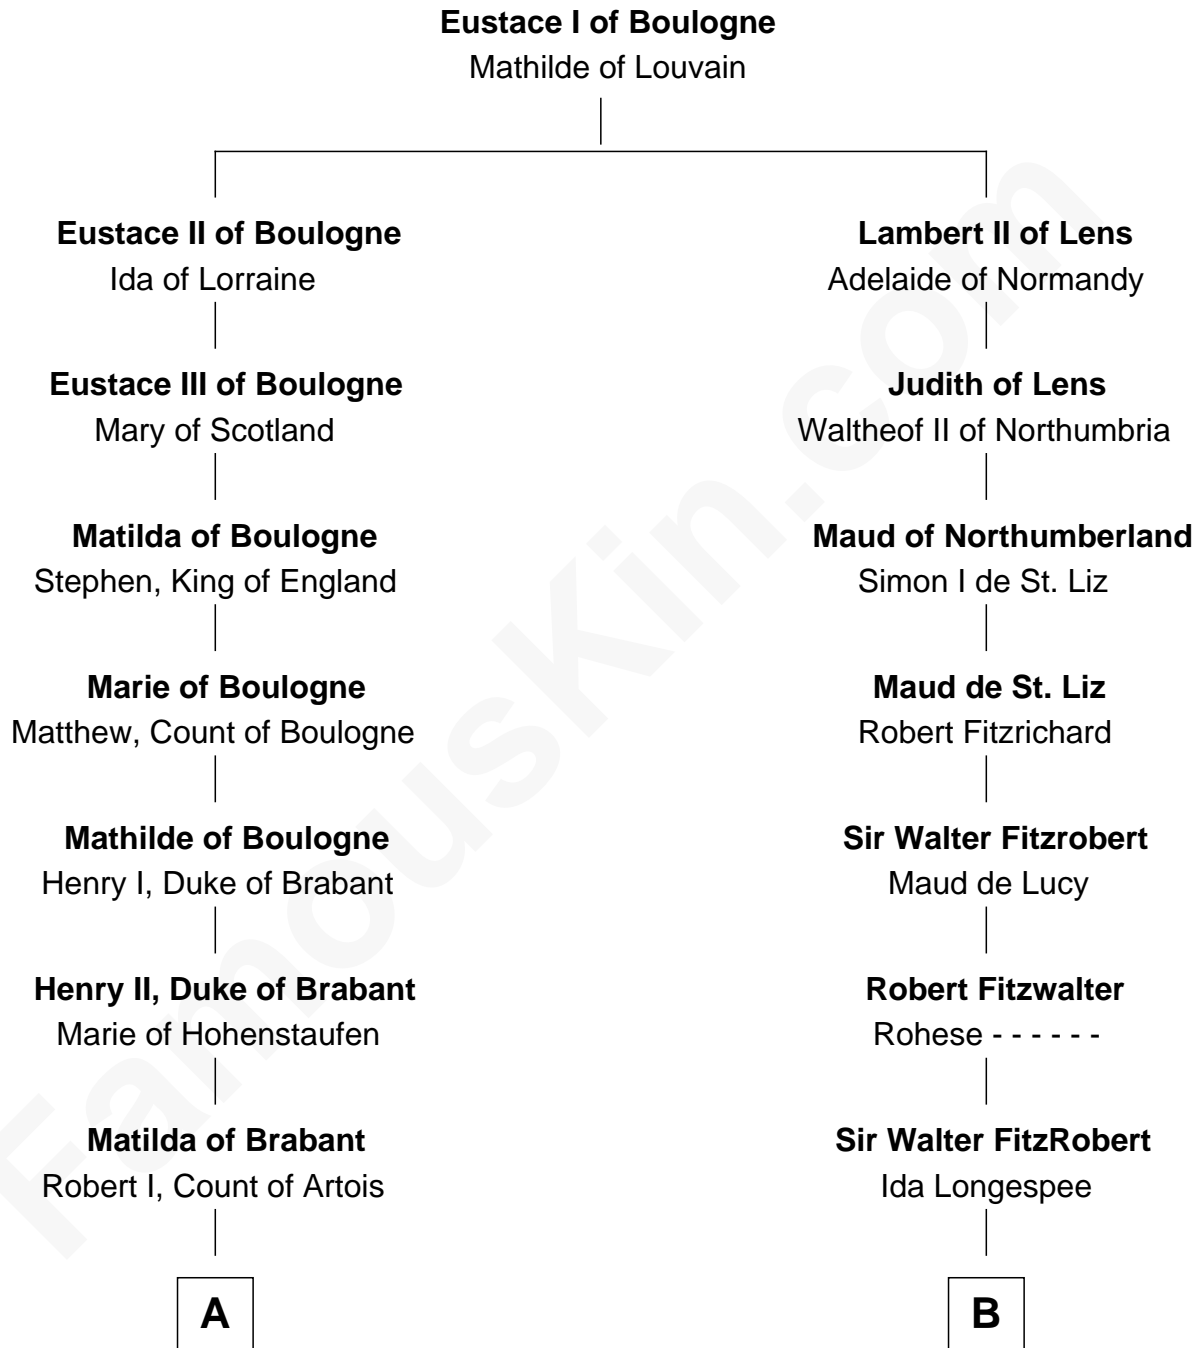 Eustace I of Boulogne
Mathilde of Louvain
Eustace II of Boulogne
Ida of Lorraine
Lambert II of Lens
Adelaide of Normandy
Eustace III of Boulogne
Mary of Scotland
Judith of Lens
Waltheof II of Northumbria
Matilda of Boulogne
Stephen, King of England
Maud of Northumberland
Simon I de St. Liz
Marie of Boulogne
Matthew, Count of Boulogne
Maud de St. Liz
Robert Fitzrichard
Mathilde of Boulogne
Henry I, Duke of Brabant
Sir Walter Fitzrobert
Maud de Lucy
Henry II, Duke of Brabant
Marie of Hohenstaufen
Robert Fitzwalter
Rohese - - - - - -
Matilda of Brabant
Robert I, Count of Artois
Sir Walter FitzRobert
Ida Longespee
A
B
FamousKin.com